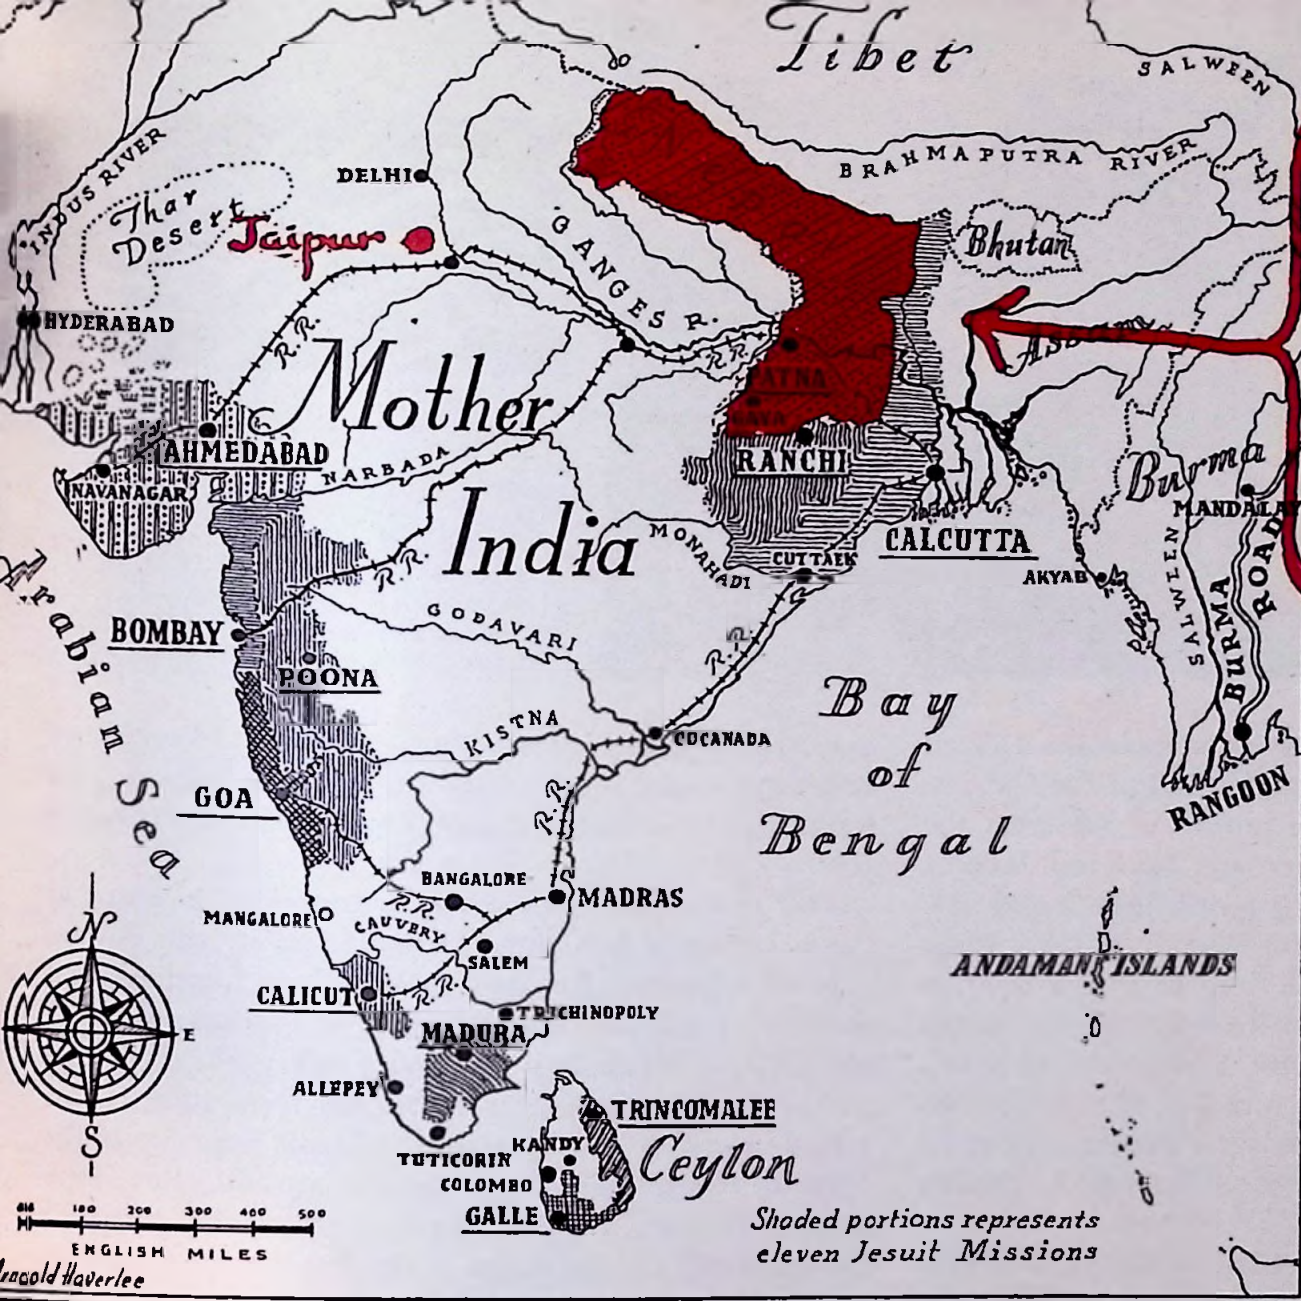 Tibet
SALWEEN
INDUS RIVER
BRAHMAPUTRA RIVER
DELHI
Thar
Desert
Jaipur
GANGES R.
Bhutan
HYDERABAD
R.R.
Assam
Mother
R.R.
PATNA
GAYA
AHMEDABAD
NARBADA
RANCHI
Burma
NAVANAGAR
MANDALAY
India
MONAHADI
CALCUTTA
R.R.
CUTTAEK
AKYAB
SALWEEN
BURMA
ROAD
Arabian Sea
BOMBAY
GODAVARI
R.R.
POONA
Bay
of
Bengal
KISTNA
COCANADA
GOA
R.R.
RANGOON
BANGALORE
MADRAS
R.R.
MANGALORE
CAUVERY
SALEM
ANDAMAN ISLANDS
N
E
S
CALICUT
R.R.
TRICHINOPOLY
MADURA
ALLEPEY
TRINCOMALEE
TUTICORIN
KANDY
Ceylon
COLOMBO
GALLE
100 200 300 400 500
ENGLISH MILES
Shaded portions represents
eleven Jesuit Missions
Haverlee